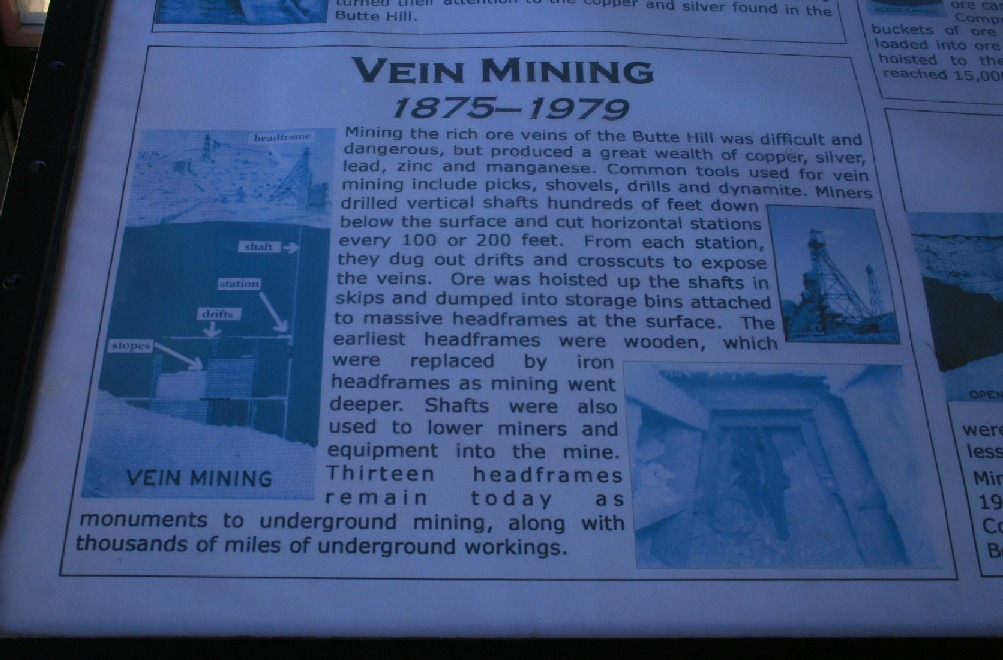 turned their attention to the copper and silver found in the
Butte Hill.
VEIN MINING
1875–1979
Mining the rich ore veins of the Butte Hill was difficult and
dangerous, but produced a great wealth of copper, silver,
lead, zinc and manganese. Common tools used for vein
mining include picks, shovels, drills and dynamite. Miners
drilled vertical shafts hundreds of feet down
below the surface and cut horizontal stations
every 100 or 200 feet. From each station,
they dug out drifts and crosscuts to expose
the veins. Ore was hoisted up the shafts in
skips and dumped into storage bins attached
to massive headframes at the surface. The
earliest headframes were wooden, which
were replaced by iron
headframes as mining went
deeper. Shafts were also
used to lower miners and
equipment into the mine.
Thirteen headframes
remain today as
monuments to underground mining, along with
thousands of miles of underground workings.
headframe
shaft
station
drifts
stopes
VEIN MINING
ore
buckets of ore
loaded into ore
hoisted to the
reached 15,00
OPEN
were
less
Min
19
Co
B